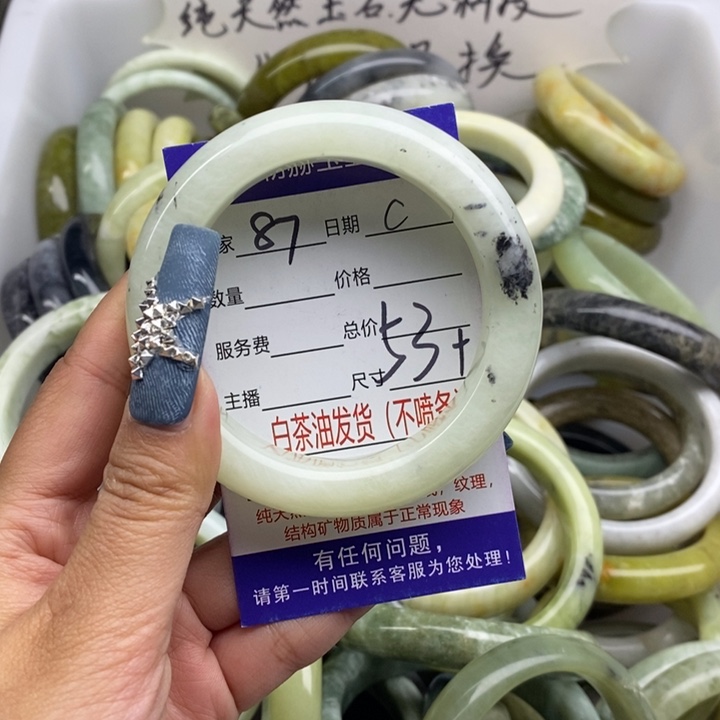 纯天然玉石.无
换
家 87 日期 C
数量 价格
服务费 总价
主播 尺寸 53+
白茶油发货（不喷
纹理，
纯天
结构矿物质属于正常现象
有任何问题，
请第一时间联系客服为您处理！